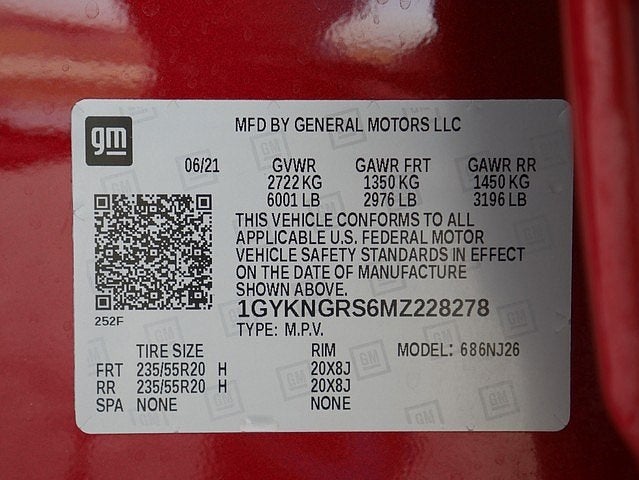 gm
MFD BY GENERAL MOTORS LLC
06/21 GVWR GAWR FRT GAWR RR
2722 KG 1350 KG 1450 KG
6001 LB 2976 LB 3196 LB
THIS VEHICLE CONFORMS TO ALL
APPLICABLE U.S. FEDERAL MOTOR
VEHICLE SAFETY STANDARDS IN EFFECT
ON THE DATE OF MANUFACTURE
SHOWN ABOVE.
1GYKNGRS6MZ228278
252F
TYPE: M.P.V.
TIRE SIZE RIM MODEL: 686NJ26
FRT 235/55R20 H 20X8J
RR 235/55R20 H 20X8J
SPA NONE NONE